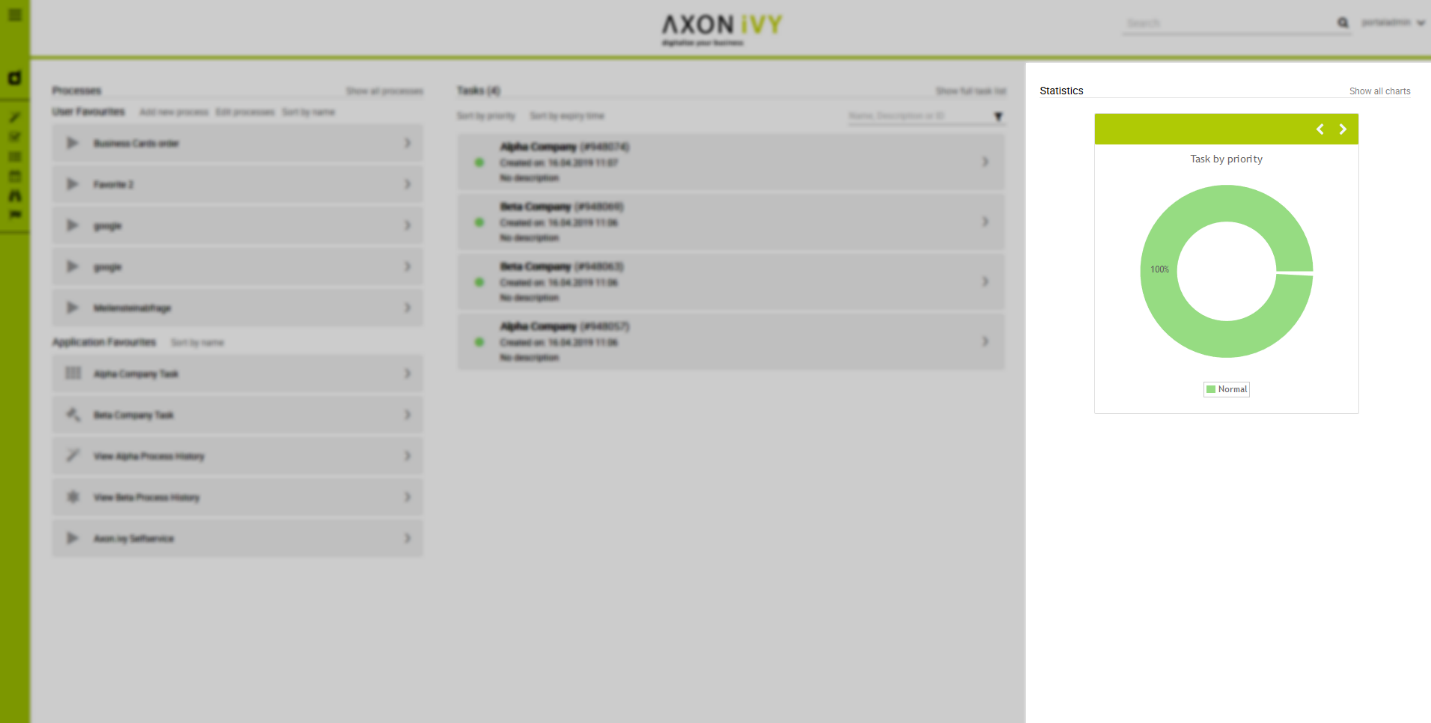 AXON iVY
digitalize your business
Search
portaladmin
Processes
Show all processes
User Favourites Add new process Edit processes Sort by name
Business Cards order
Favorite 2
google
google
Meilensteinabfrage
Application Favourites Sort by name
Alpha Company Task
Beta Company Task
View Alpha Process History
View Beta Process History
Axon.ivy Selfservice
Tasks (4)
Show full task list
Sort by priority Sort by expiry time
Name, Description or ID
Alpha Company (#948074)
Created on: 16.04.2019 11:07
No description
Beta Company (#948069)
Created on: 16.04.2019 11:06
No description
Beta Company (#948063)
Created on: 16.04.2019 11:06
No description
Alpha Company (#948057)
Created on: 16.04.2019 11:06
No description
Statistics
Show all charts
Task by priority
100%
Normal